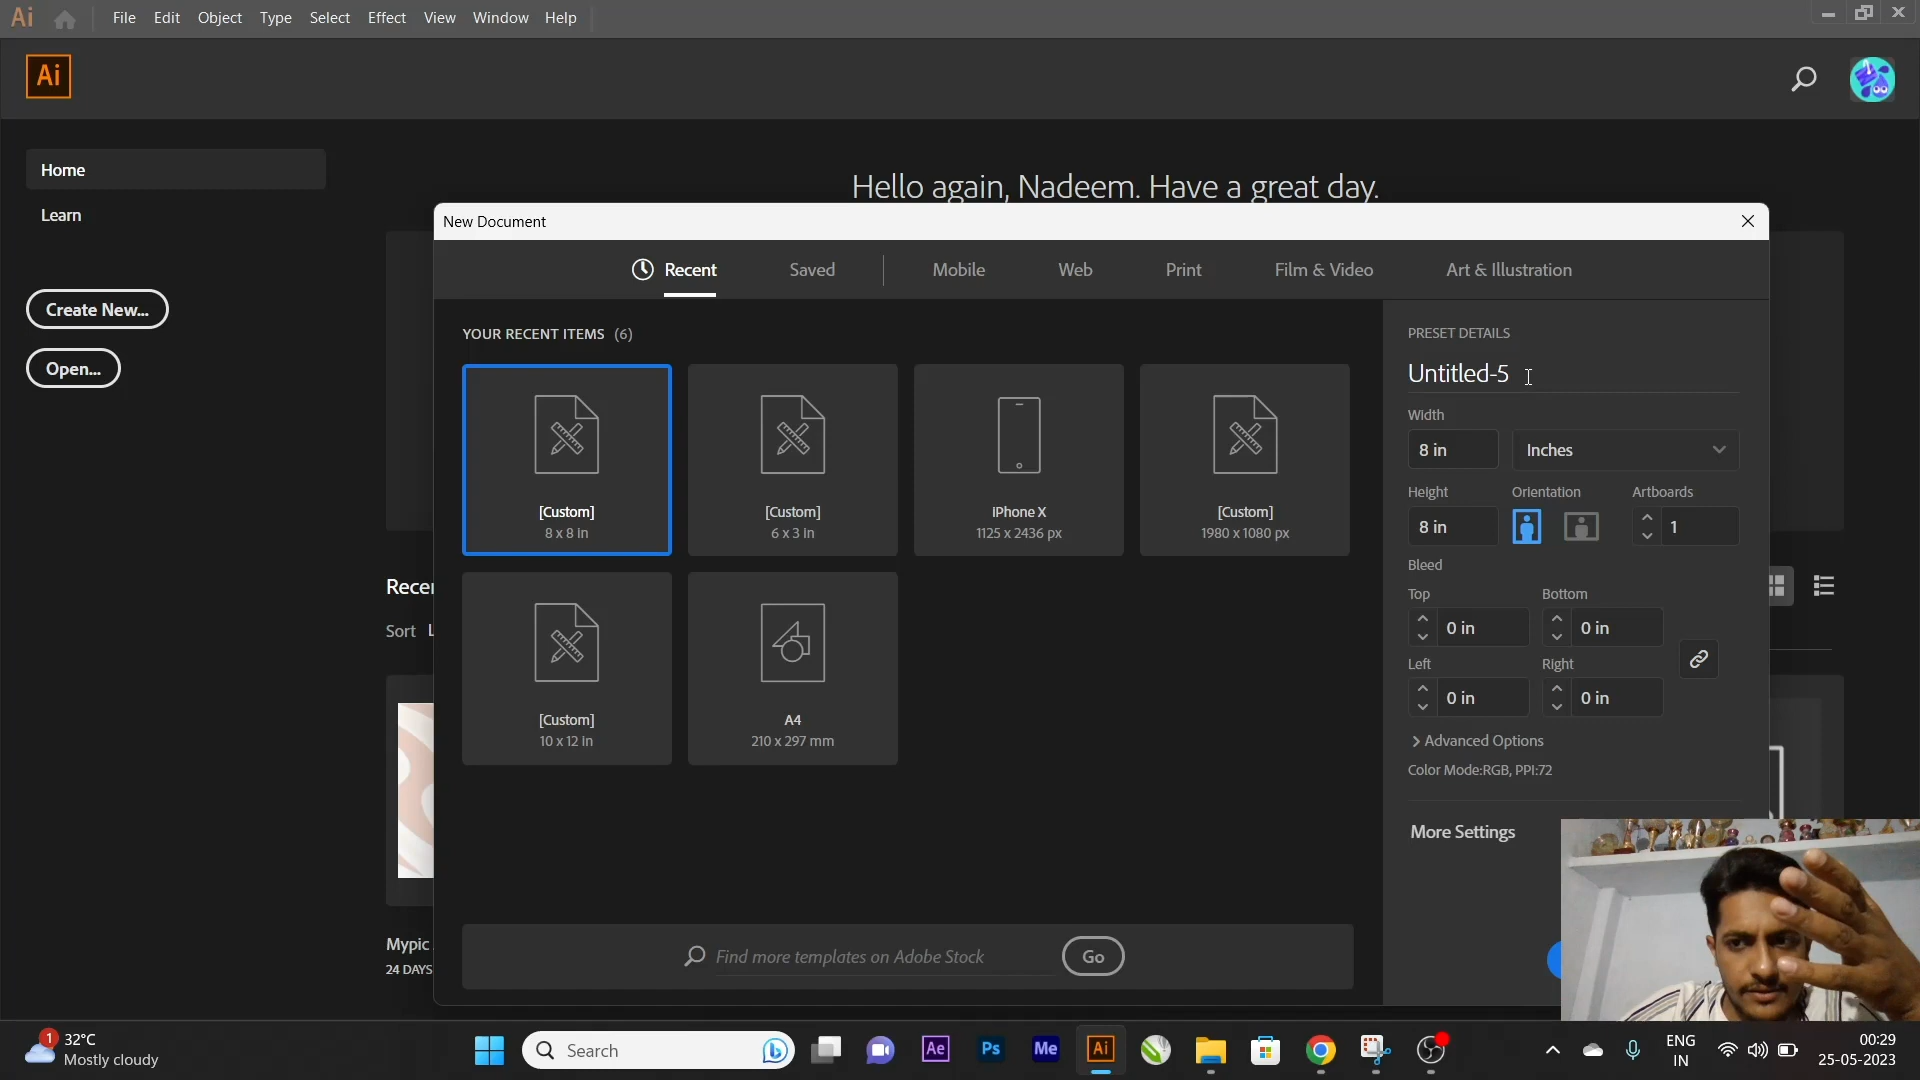 Ai File Edit Object Type Select Effect View Window Help
Ai
Home
Learn
Create New...
Open...
Hello again, Nadeem. Have a great day.
New Document
Recent Saved Mobile Web Print Film & Video Art & Illustration
YOUR RECENT ITEMS (6)
[Custom]
8 x 8 in
[Custom]
6 x 3 in
iPhone X
1125 x 2436 px
[Custom]
1980 x 1080 px
[Custom]
10 x 12 in
A4
210 x 297 mm
Find more templates on Adobe Stock Go
PRESET DETAILS
Untitled-5
Width
8 in Inches
Height Orientation Artboards
8 in 1
Bleed
Top Bottom
0 in 0 in
Left Right
0 in 0 in
Advanced Options
Color Mode:RGB, PPI:72
More Settings
Sort
Mypic
24 DAYS
1 32°C
Mostly cloudy
Search
Ae Ps Me Ai
ENG
IN
00:29
25-05-2023